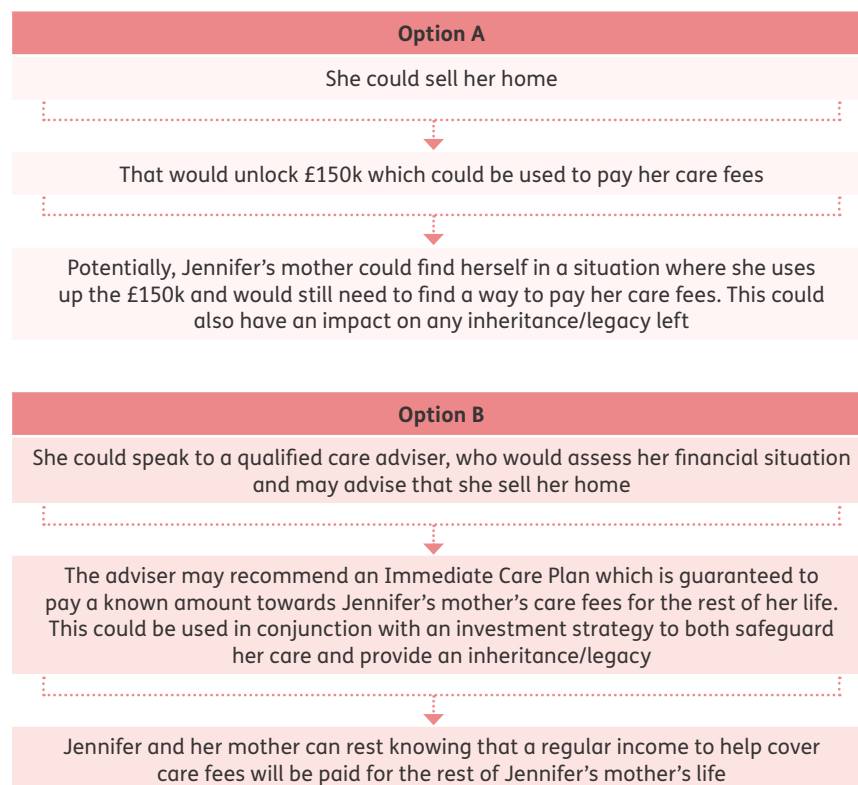 Option A
She could sell her home
That would unlock £150k which could be used to pay her care fees
Potentially, Jennifer’s mother could find herself in a situation where she uses
up the £150k and would still need to find a way to pay her care fees. This could
also have an impact on any inheritance/legacy left
Option B
She could speak to a qualified care adviser, who would assess her financial situation
and may advise that she sell her home
The adviser may recommend an Immediate Care Plan which is guaranteed to
pay a known amount towards Jennifer’s mother’s care fees for the rest of her life.
This could be used in conjunction with an investment strategy to both safeguard
her care and provide an inheritance/legacy
Jennifer and her mother can rest knowing that a regular income to help cover
care fees will be paid for the rest of Jennifer’s mother’s life